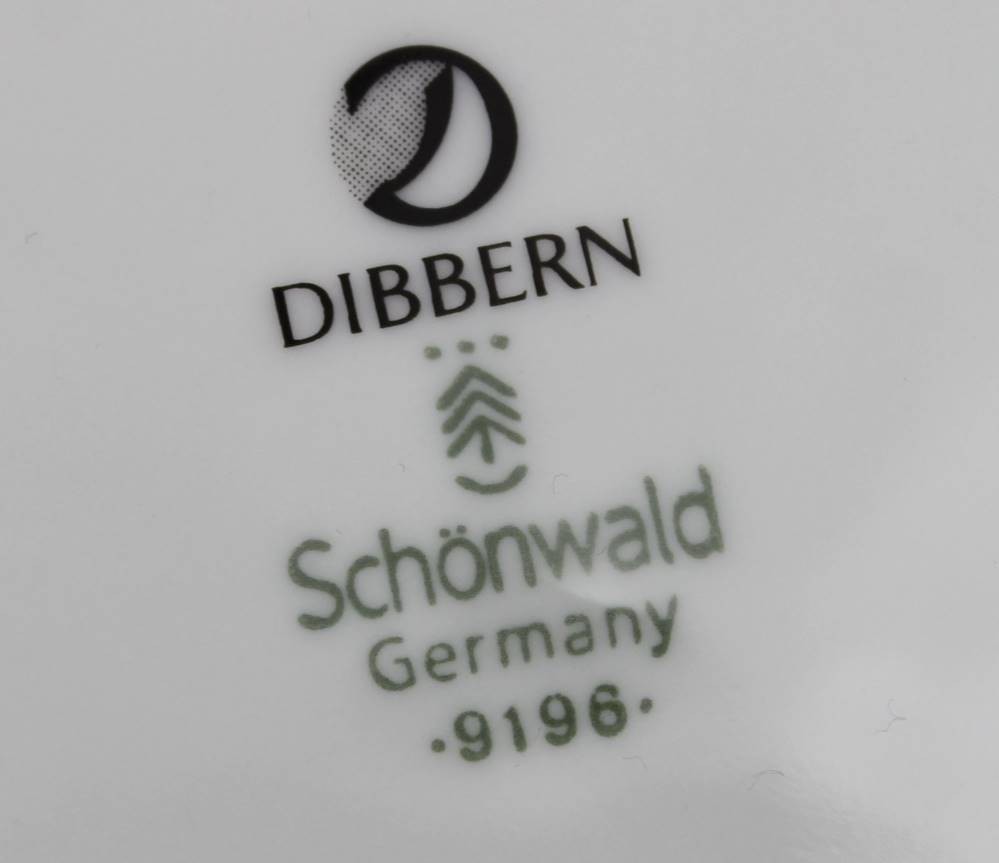 DIBBERN
Schönwald
Germany
·9196·